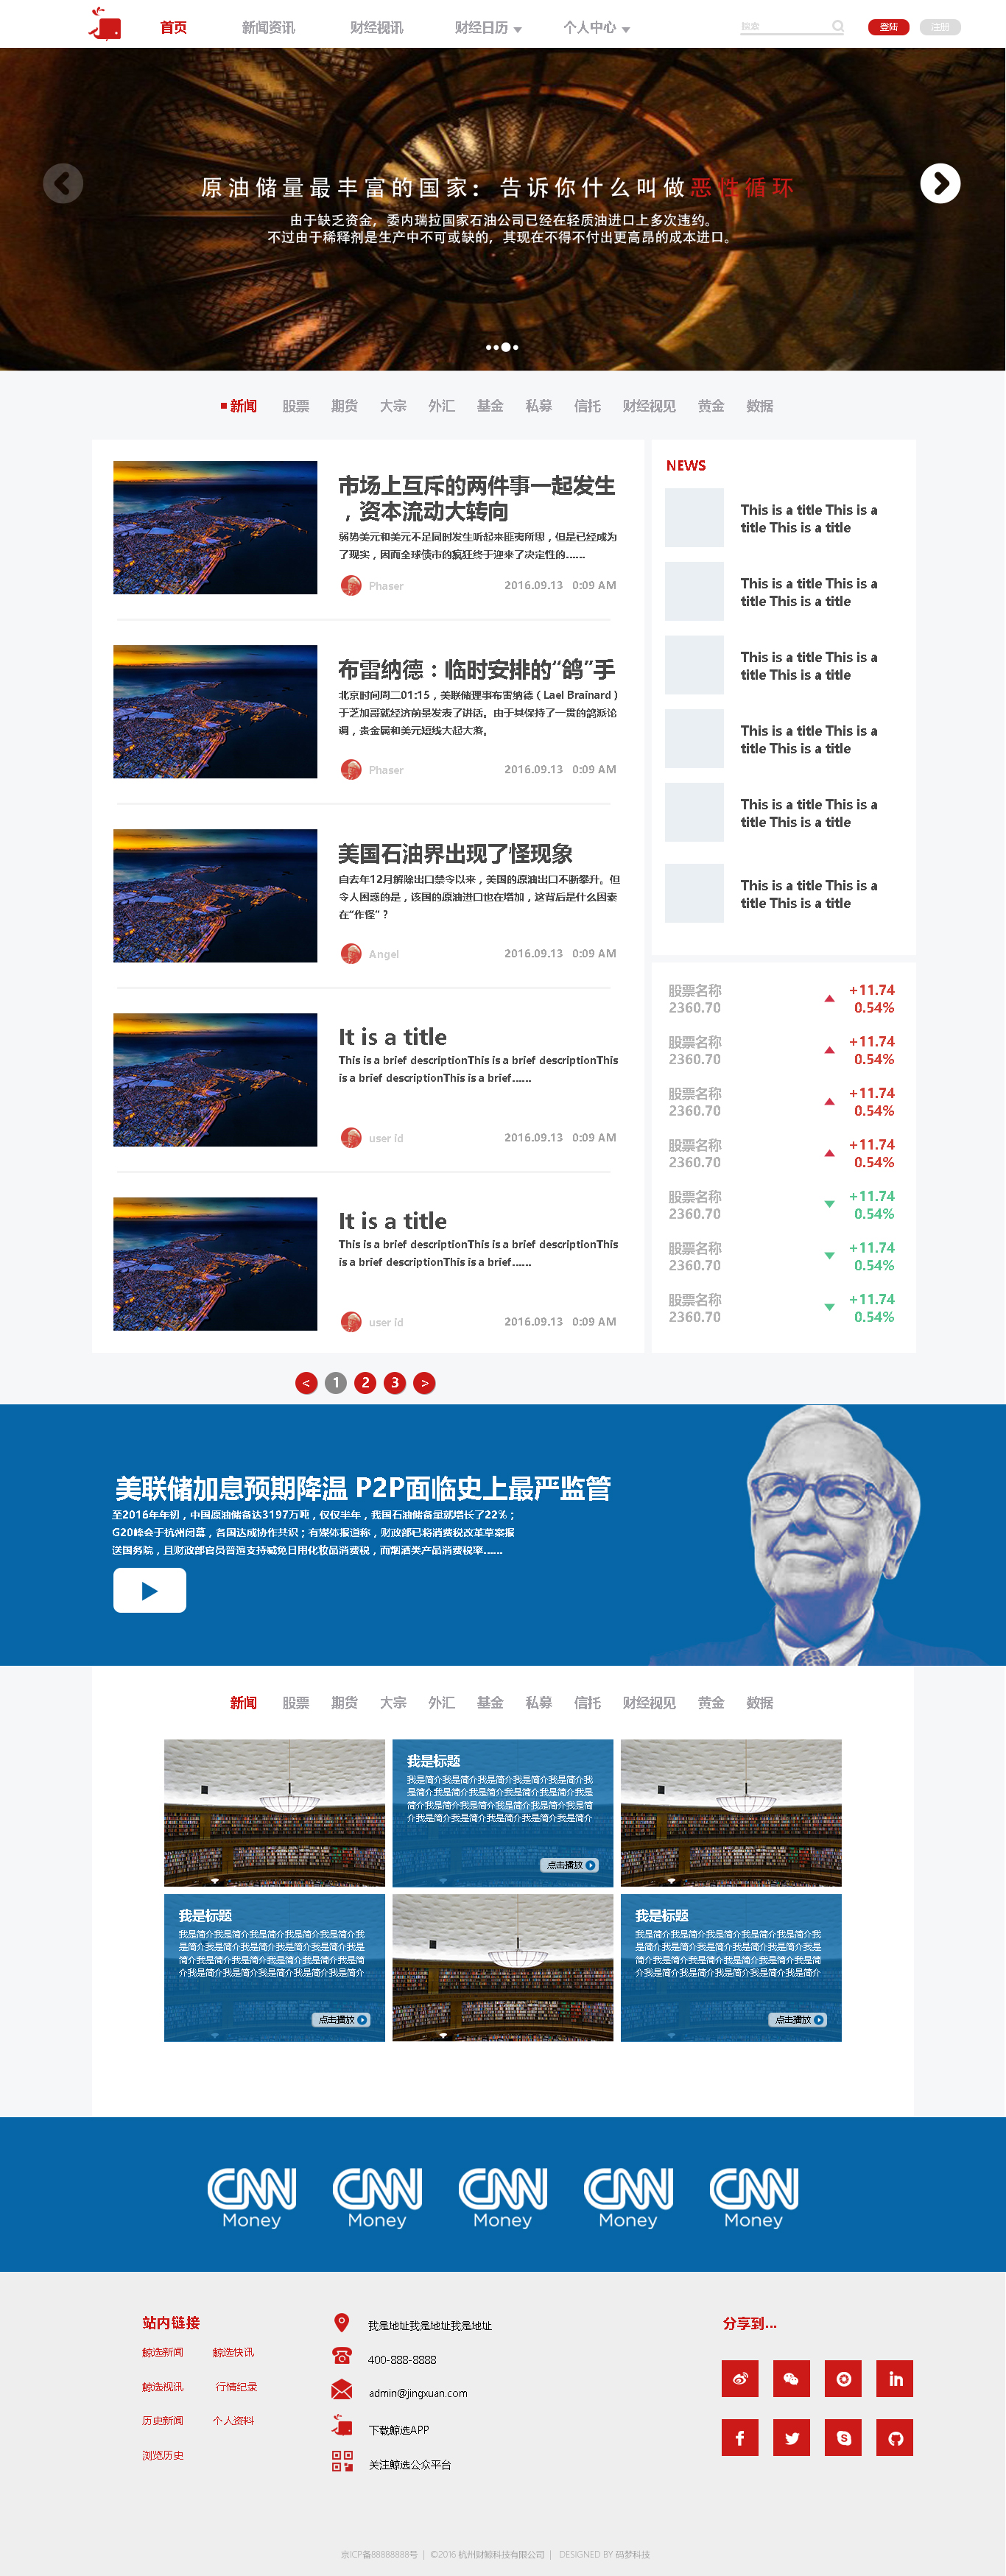 首页 新闻资讯 财经视讯 财经日历 个人中心 搜索 登陆 注册
原油储量最丰富的国家：告诉你什么叫做恶性循环
由于缺乏资金，委内瑞拉国家石油公司已经在轻质油进口上多次违约。
不过由于稀释剂是生产中不可或缺的，其现在不得不付出更高昂的成本进口。
新闻 股票 期货 大宗 外汇 基金 私募 信托 财经视见 黄金 数据
市场上互斥的两件事一起发生
，资本流动大转向
弱势美元和美元不足同时发生听起来匪夷所思，但是已经成为
了现实，因而全球债市的疯狂终于迎来了决定性的......
Phaser 2016.09.13 0:09 AM
布雷纳德：临时安排的“鸽”手
北京时间周二01:15，美联储理事布雷纳德（Lael Brainard）
于芝加哥就经济前景发表了讲话。由于其保持了一贯的鸽派论
调，贵金属和美元短线大起大落。
Phaser 2016.09.13 0:09 AM
美国石油界出现了怪现象
自去年12月解除出口禁令以来，美国的原油出口不断攀升。但
令人困惑的是，该国的原油进口也在增加，这背后是什么因素
在“作怪”？
Angel 2016.09.13 0:09 AM
It is a title
This is a brief descriptionThis is a brief descriptionThis
is a brief descriptionThis is a brief......
user id 2016.09.13 0:09 AM
It is a title
This is a brief descriptionThis is a brief descriptionThis
is a brief descriptionThis is a brief......
user id 2016.09.13 0:09 AM
< 1 2 3 >
NEWS
This is a title This is a
title This is a title
This is a title This is a
title This is a title
This is a title This is a
title This is a title
This is a title This is a
title This is a title
This is a title This is a
title This is a title
This is a title This is a
title This is a title
股票名称 +11.74
2360.70 0.54%
股票名称 +11.74
2360.70 0.54%
股票名称 +11.74
2360.70 0.54%
股票名称 +11.74
2360.70 0.54%
股票名称 +11.74
2360.70 0.54%
股票名称 +11.74
2360.70 0.54%
股票名称 +11.74
2360.70 0.54%
美联储加息预期降温 P2P面临史上最严监管
至2016年年初，中国原油储备达3197万吨，仅仅半年，我国石油储备量就增长了22%；
G20峰会于杭州闭幕，各国达成协作共识；有媒体报道称，财政部已将消费税改革草案报
送国务院，且财政部官员普遍支持减免日用化妆品消费税，而烟酒类产品消费税率......
新闻 股票 期货 大宗 外汇 基金 私募 信托 财经视见 黄金 数据
我是标题
我是简介我是简介我是简介我是简介我是简介我
是简介我是简介我是简介我是简介我是简介我是
简介我是简介我是简介我是简介我是简介我是简
介我是简介我是简介我是简介我是简介我是简介
点击播放
我是标题
我是简介我是简介我是简介我是简介我是简介我
是简介我是简介我是简介我是简介我是简介我是
简介我是简介我是简介我是简介我是简介我是简
介我是简介我是简介我是简介我是简介我是简介
点击播放
我是标题
我是简介我是简介我是简介我是简介我是简介我
是简介我是简介我是简介我是简介我是简介我是
简介我是简介我是简介我是简介我是简介我是简
介我是简介我是简介我是简介我是简介我是简介
点击播放
CNN CNN CNN CNN CNN
Money Money Money Money Money
站内链接
鲸选新闻 鲸选快讯
鲸选视讯 行情纪录
历史新闻 个人资料
浏览历史
我是地址我是地址我是地址
400-888-8888
admin@jingxuan.com
下载鲸选APP
关注鲸选公众平台
分享到...
京ICP备88888888号 | ©2016 杭州财鲸科技有限公司 | DESIGNED BY 码梦科技